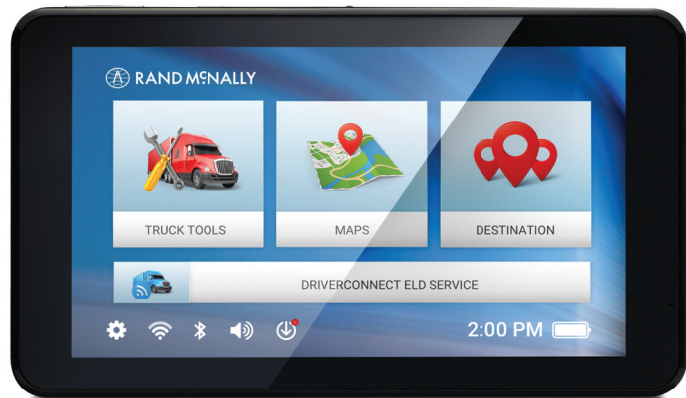 RAND MCNALLY
TRUCK TOOLS
MAPS
DESTINATION
DRIVERCONNECT ELD SERVICE
2:00 PM